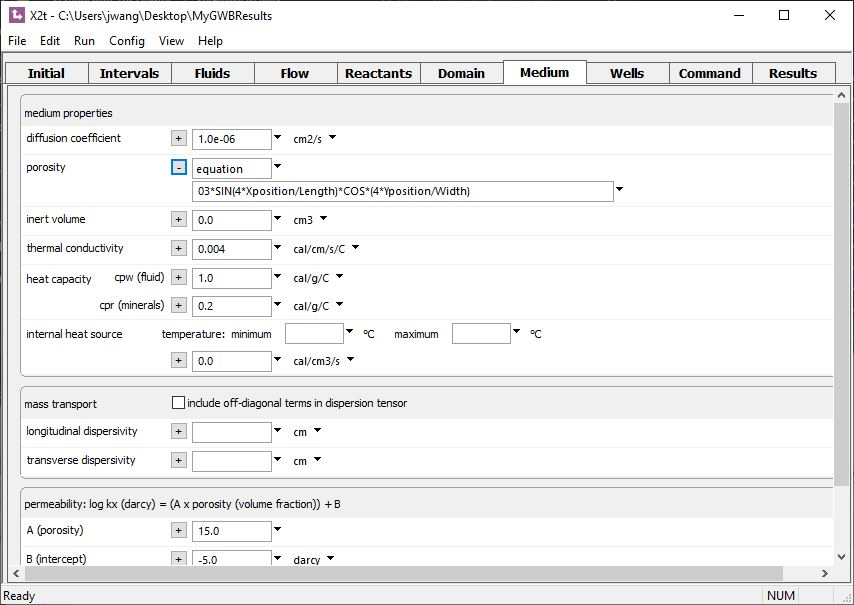 X2t - C:\Users\jwang\Desktop\MyGWBResults
File Edit Run Config View Help
Initial Intervals Fluids Flow Reactants Domain Medium Wells Command Results
medium properties
diffusion coefficient + 1.0e-06 cm2/s
porosity - equation
03*SIN(4*Xposition/Length)*COS*(4*Yposition/Width)
inert volume + 0.0 cm3
thermal conductivity + 0.004 cal/cm/s/C
heat capacity cpw (fluid) + 1.0 cal/g/C
cpr (minerals) + 0.2 cal/g/C
internal heat source temperature: minimum ºC maximum ºC
+ 0.0 cal/cm3/s
mass transport include off-diagonal terms in dispersion tensor
longitudinal dispersivity + cm
transverse dispersivity + cm
permeability: log kx (darcy) = (A x porosity (volume fraction)) + B
A (porosity) + 15.0
B (intercept) + -5.0 darcy
Ready NUM